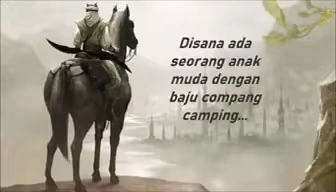 Disana ada
seorang anak
muda dengan
baju compang
camping...